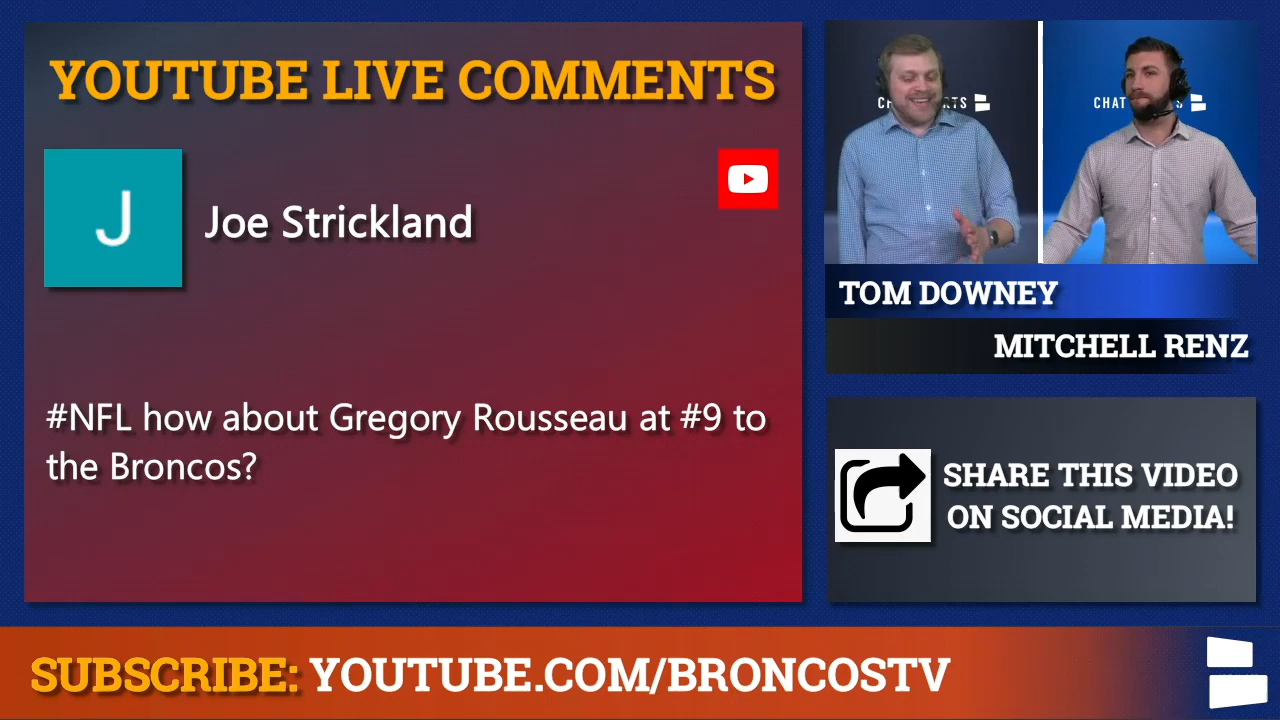 YOUTUBE LIVE COMMENTS
J
Joe Strickland
#NFL how about Gregory Rousseau at #9 to
the Broncos?
CHAT
TOM DOWNEY
MITCHELL RENZ
SHARE THIS VIDEO
ON SOCIAL MEDIA!
SUBSCRIBE: YOUTUBE.COM/BRONCOSTV